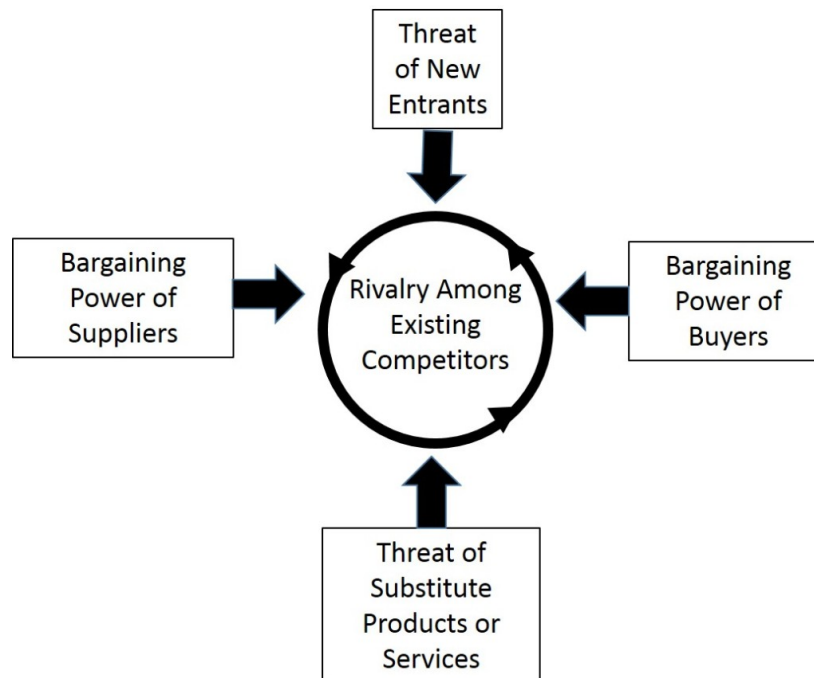 Threat
of New
Entrants
Bargaining
Power of
Suppliers
Rivalry Among
Existing
Competitors
Bargaining
Power of
Buyers
Threat of
Substitute
Products or
Services